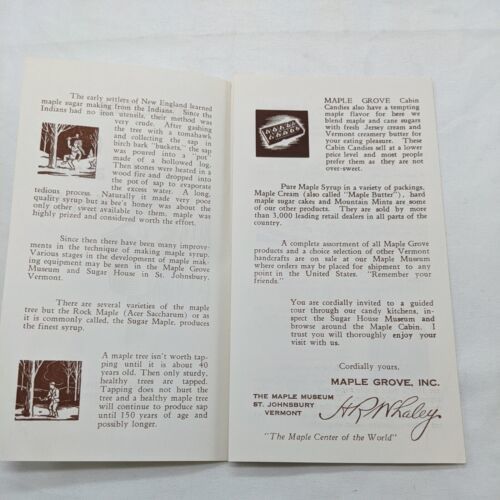 The early settlers of New England learned
maple sugar making from the Indians. Since the
Indians had no iron utensils, their method was
very crude. After gashing
the tree with a tomahawk
and collecting the sap in
birch bark "buckets," the sap
was poured into a "pot"
made of a hollowed log.
Then stones were heated in a
wood fire and dropped into
the pot of sap to evaporate
the excess water. A long,
tedious process. Naturally it made very poor
quality syrup but as bee's honey was about the
only other sweet available to them, maple was
highly prized and considered worth the effort.
Since then there have been many improve-
ments in the technique of making maple syrup.
Various stages in the development of maple mak-
ing equipment may be seen in the Maple Grove
Museum and Sugar House in St. Johnsbury,
Vermont.
There are several varieties of the maple
tree but the Rock Maple (Acer Saccharum) or as
it is commonly called, the Sugar Maple, produces
the finest syrup.
A maple tree isn't worth tap-
ping until it is about 40
years old. Then only sturdy,
healthy trees are tapped.
Tapping does not hurt the
tree and a healthy maple tree
will continue to produce sap
until 150 years of age and
possibly longer.
MAPLE GROVE Cabin
Candies also have a tempting
maple flavor for here we
blend maple and cane sugars
with fresh Jersey cream and
Vermont creamery butter for
your eating pleasure. These
Cabin Candies sell at a lower
price level and most people
prefer them as they are not
over-sweet.
Pure Maple Syrup in a variety of packings,
Maple Cream (also called "Maple Butter"), hard
maple sugar cakes and Mountain Mints are some
of our other products. They are sold by more
than 3,000 leading retail dealers in all parts of the
country.
A complete assortment of all Maple Grove
products and a choice selection of other Vermont
handcrafts are on sale at our Maple Museum
where orders may be placed for shipment to any
point in the United States. "Remember your
friends."
You are cordially invited to a guided
tour through our candy kitchens, in-
spect the Sugar House Museum and
browse around the Maple Cabin. I
trust you will thoroughly enjoy your
visit with us.
Cordially yours,
MAPLE GROVE, INC.
THE MAPLE MUSEUM
ST. JOHNSBURY
VERMONT
H R Whaley
"The Maple Center of the World"